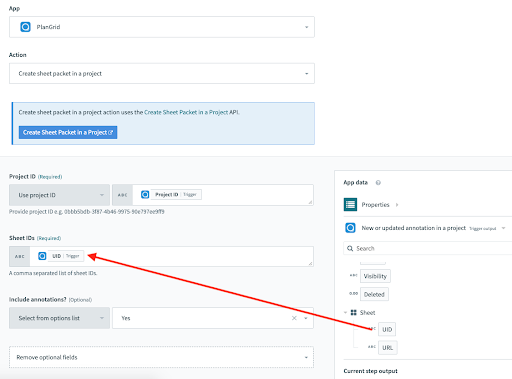 App
PlanGrid
Action
Create sheet packet in a project
Create sheet packet in a project action uses the Create Sheet Packet in a Project API.
Create Sheet Packet in a Project
Project ID (Required)
Use project ID
ABC
Project ID Trigger
Provide project ID e.g. 0bbb5bdb-3f87-4b46-9975-90e797ee9ff9
Sheet IDs (Required)
ABC
UID Trigger
A comma separated list of sheet IDs.
Include annotations? (Optional)
Select from options list
Yes
Remove optional fields
App data
Properties
New or updated annotation in a project Trigger output
Search
ABC Visibility
0.00 Deleted
Sheet
ABC UID
ABC URL
Current step output